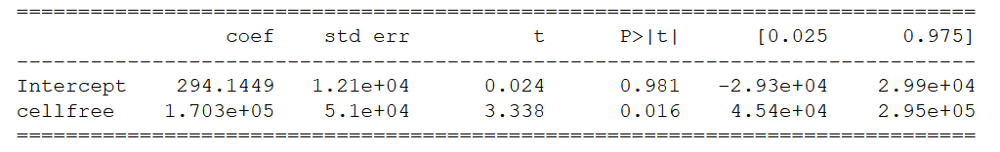 ==============================================================================
coef std err t P>|t| [0.025 0.975]
------------------------------------------------------------------------------
Intercept 294.1449 1.21e+04 0.024 0.981 -2.93e+04 2.99e+04
cellfree 1.703e+05 5.1e+04 3.338 0.016 4.54e+04 2.95e+05
==============================================================================